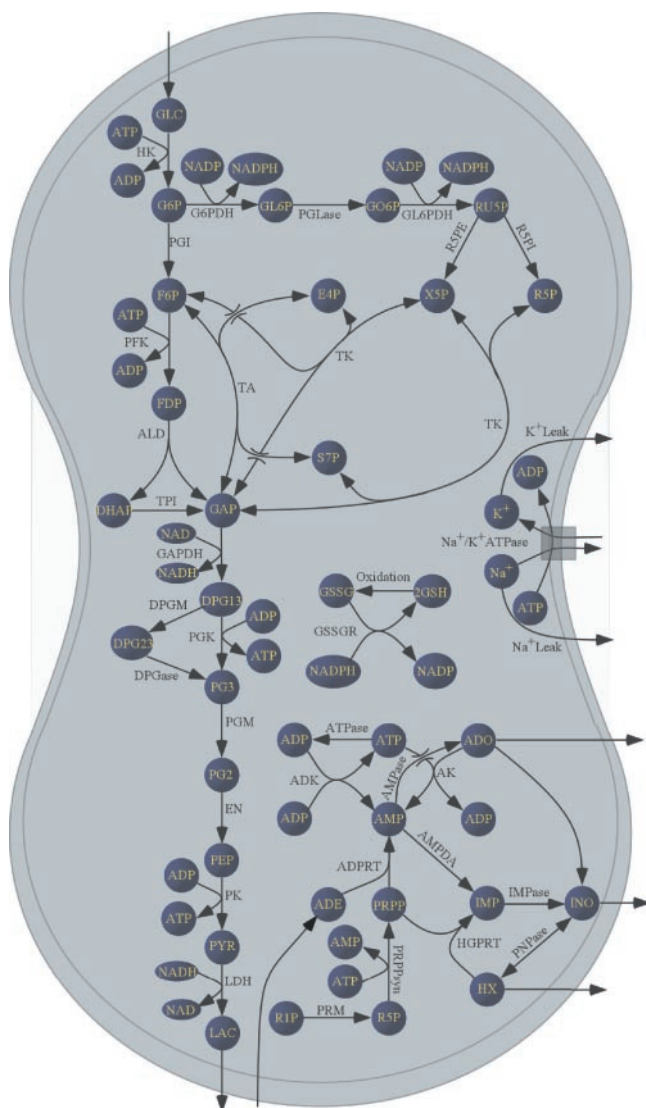 GLC
ATP
HK
ADP
NADP
NADPH
NADP
NADPH
G6P
G6PDH
GL6P
PGLase
GO6P
GL6PDH
RU5P
PGI
R5PE
R5PI
F6P
E4P
X5P
R5P
ATP
PFK
ADP
TK
TA
FDP
ALD
TK
K+Leak
S7P
ADP
DHAP
TPI
GAP
K+
NAD
GAPDH
NADH
Na+/K+ATPase
Na+
Oxidation
DPG13
GSSG
2GSH
ATP
DPGM
ADP
PGK
GSSGR
Na+Leak
DPG23
ATP
NADPH
NADP
DPGase
PG3
PGM
ADP
ATPase
ATP
ADO
AMPase
PG2
ADK
AK
EN
ADP
AMP
ADP
PEP
ADPRT
AMPDA
ADP
PK
ADE
PRPP
IMP
IMPase
INO
ATP
PYR
AMP
HGPRT
PNPase
NADH
LDH
ATP
PRPPsyn
HX
NAD
LAC
R1P
PRM
R5P